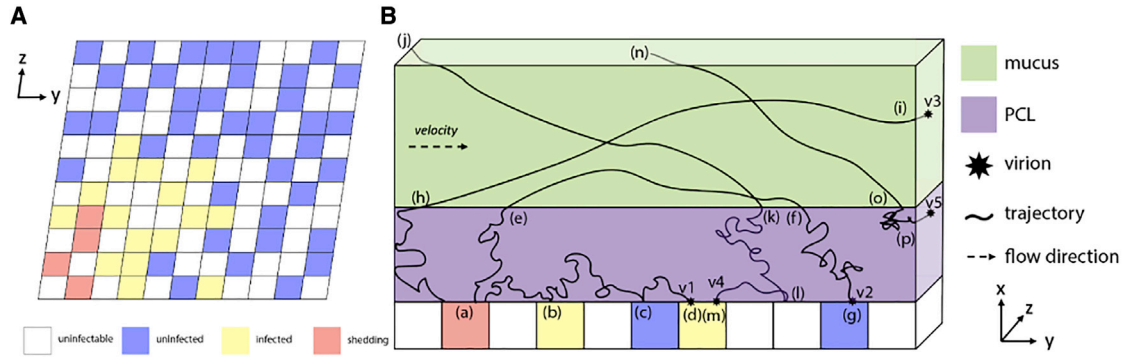 A
z
y
uninfectable
uninfected
infected
shedding
B
(j)
(n)
mucus
(i)
v3
PCL
velocity
virion
(h)
(e)
(k)
(f)
(o)
v5
(p)
trajectory
flow direction
v1
v4
(l)
v2
(a)
(b)
(c)
(d)
(m)
(g)
x
z
y